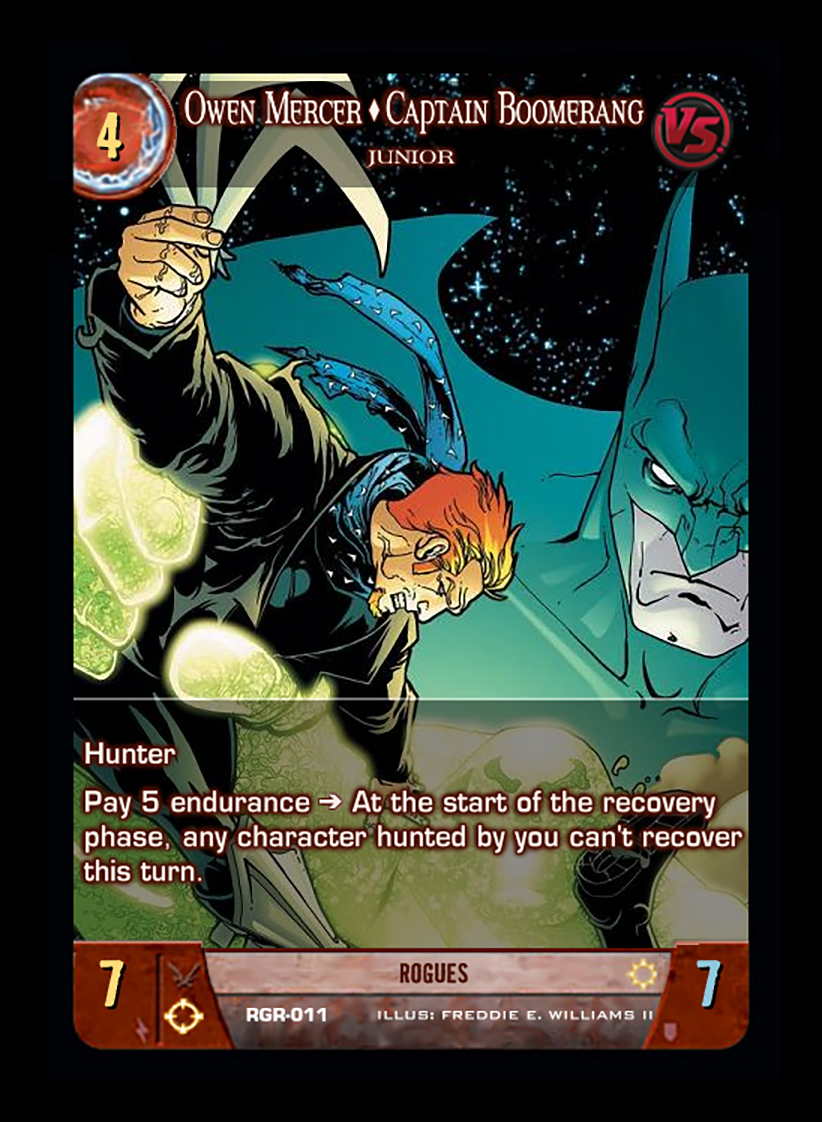 4
Owen Mercer ♦ Captain Boomerang
VS.
JUNIOR
Hunter
Pay 5 endurance → At the start of the recovery
phase, any character hunted by you can't recover
this turn.
7
ROGUES
7
RGR-011
ILLUS: FREDDIE E. WILLIAMS II